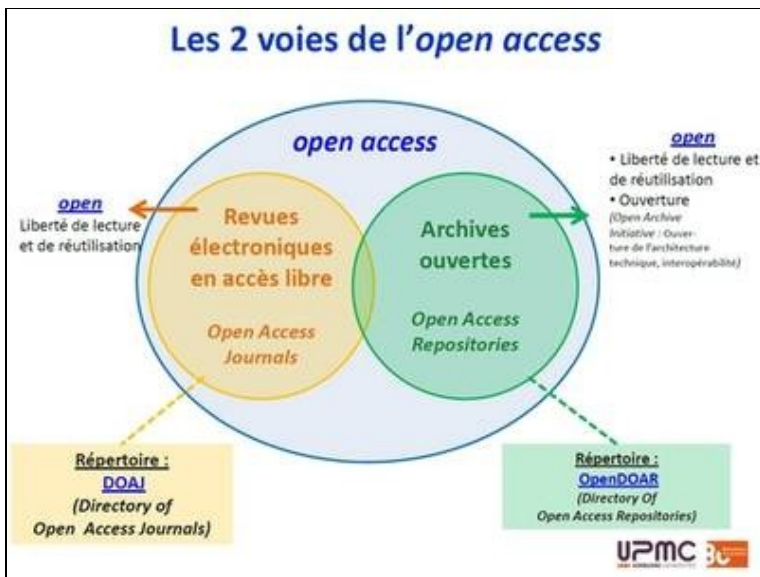 Les 2 voies de l'open access
open access
open
Liberté de lecture
et de réutilisation
Revues
électroniques
en accès libre
Open Access
Journals
Archives
ouvertes
Open Access
Repositories
open
• Liberté de lecture et
de réutilisation
• Ouverture
(Open Archive
Initiative : Ouver-
ture de l'architecture
technique, interopérabilité)
Répertoire :
DOAJ
(Directory of
Open Access Journals)
Répertoire :
OpenDOAR
(Directory Of
Open Access Repositories)
UPMC